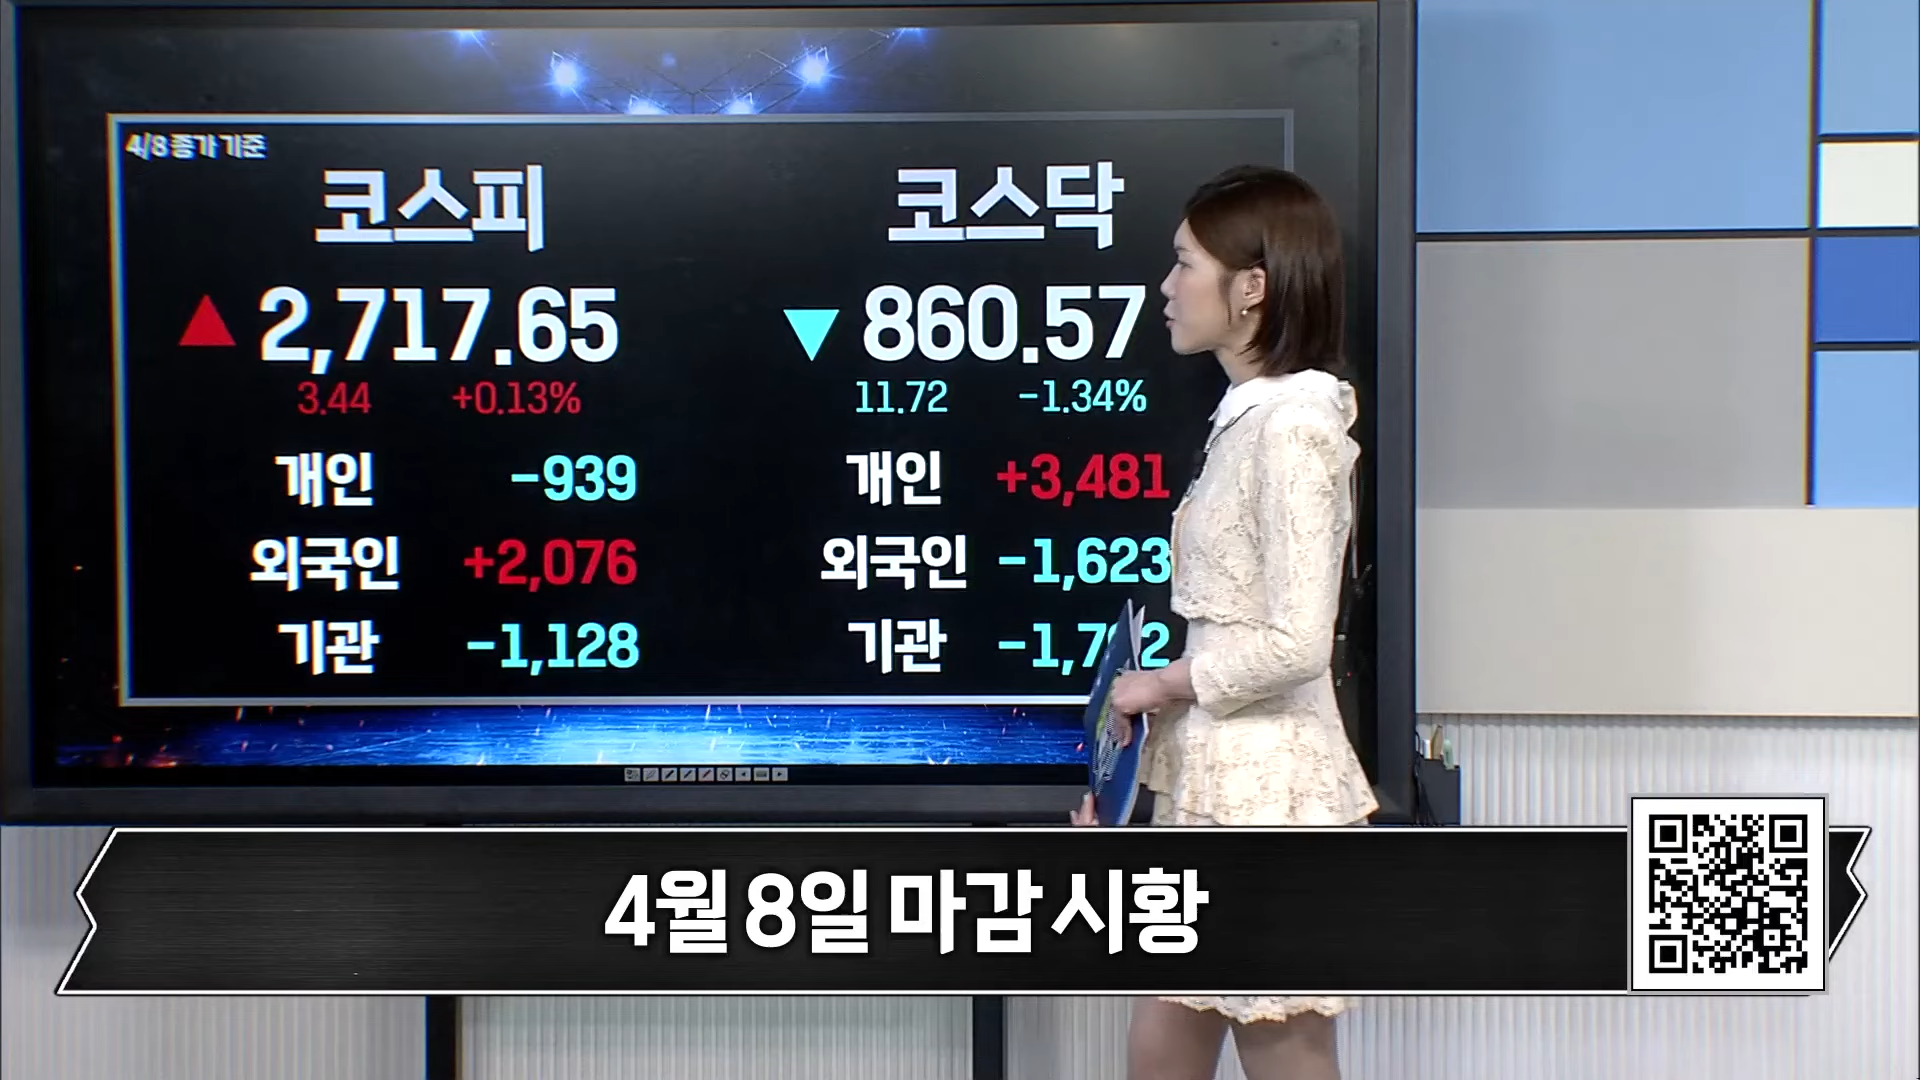 4/8 종가 기준
코스피
▲ 2,717.65
3.44 +0.13%
개인 -939
외국인 +2,076
기관 -1,128
코스닥
▼ 860.57
11.72 -1.34%
개인 +3,481
외국인 -1,623
기관
4월 8일 마감 시황